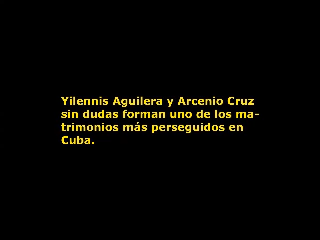 Yilennis Aguilera y Arcenio Cruz
sin dudas forman uno de los ma-
trimonios más perseguidos en
Cuba.